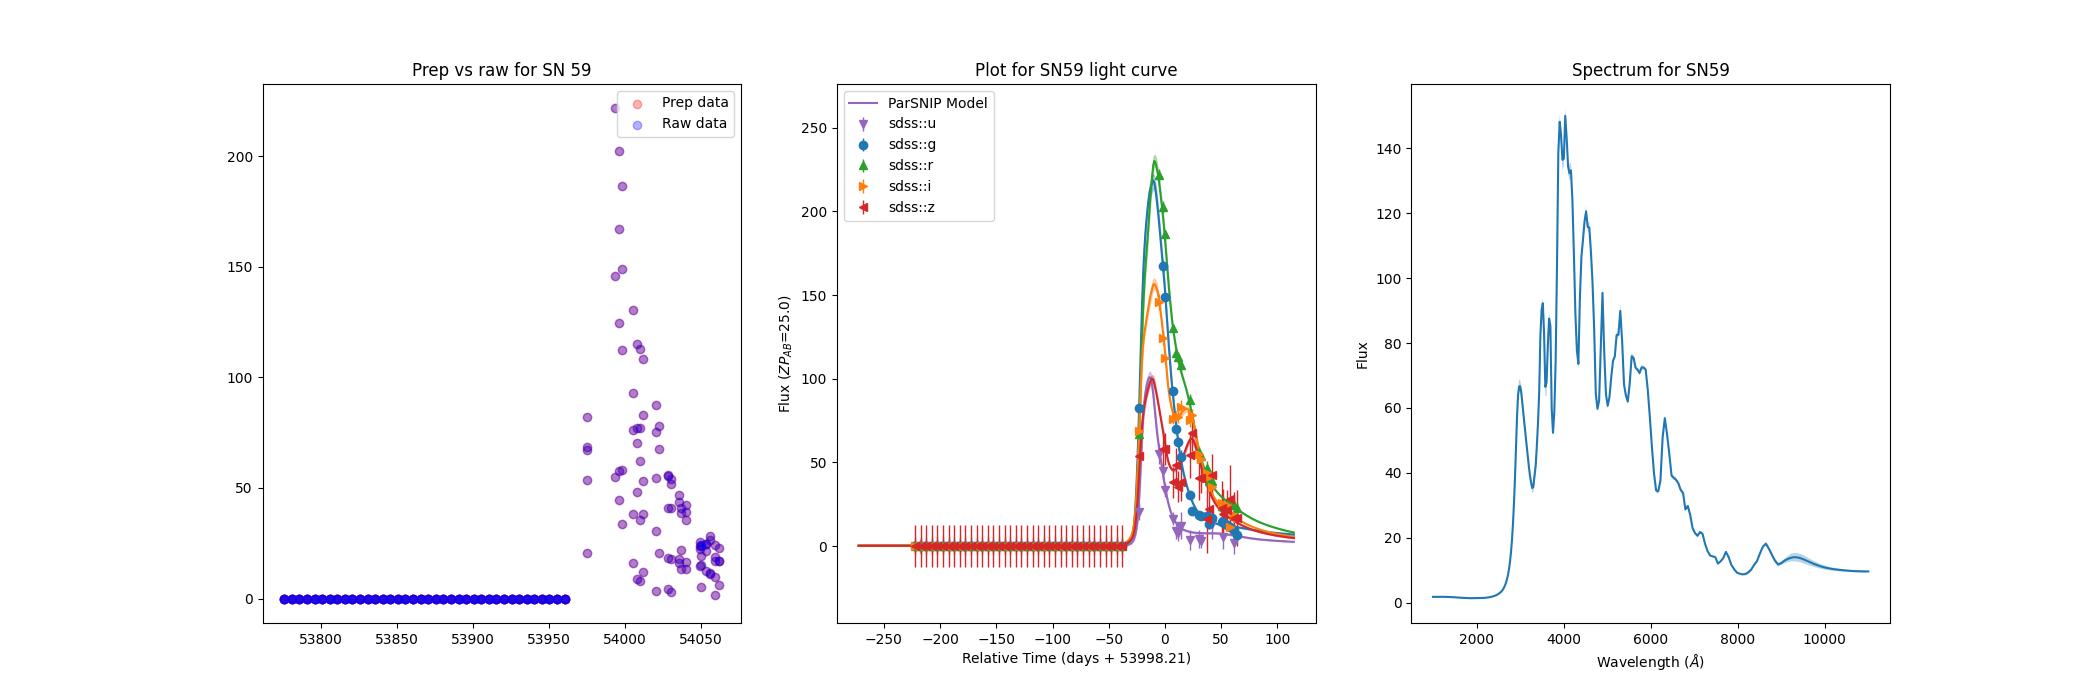 Prep vs raw for SN 59
Prep data
Raw data
200
150
100
50
0
53800
53850
53900
53950
54000
54050
Plot for SN59 light curve
ParSNIP Model
sdss::u
sdss::g
sdss::r
sdss::i
sdss::z
Flux (ZP_AB=25.0)
250
200
150
100
50
0
−250
−200
−150
−100
−50
0
50
100
Relative Time (days + 53998.21)
Spectrum for SN59
Flux
140
120
100
80
60
40
20
0
2000
4000
6000
8000
10000
Wavelength (Å)